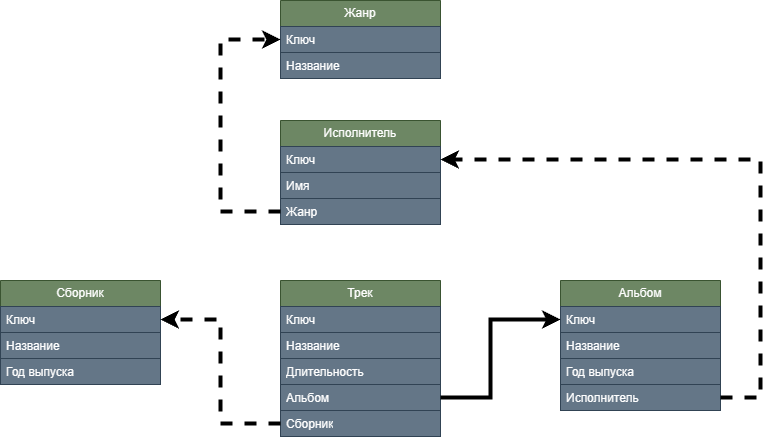 Жанр
Ключ
Название
Исполнитель
Ключ
Имя
Жанр
Сборник
Ключ
Название
Год выпуска
Трек
Ключ
Название
Длительность
Альбом
Сборник
Альбом
Ключ
Название
Год выпуска
Исполнитель